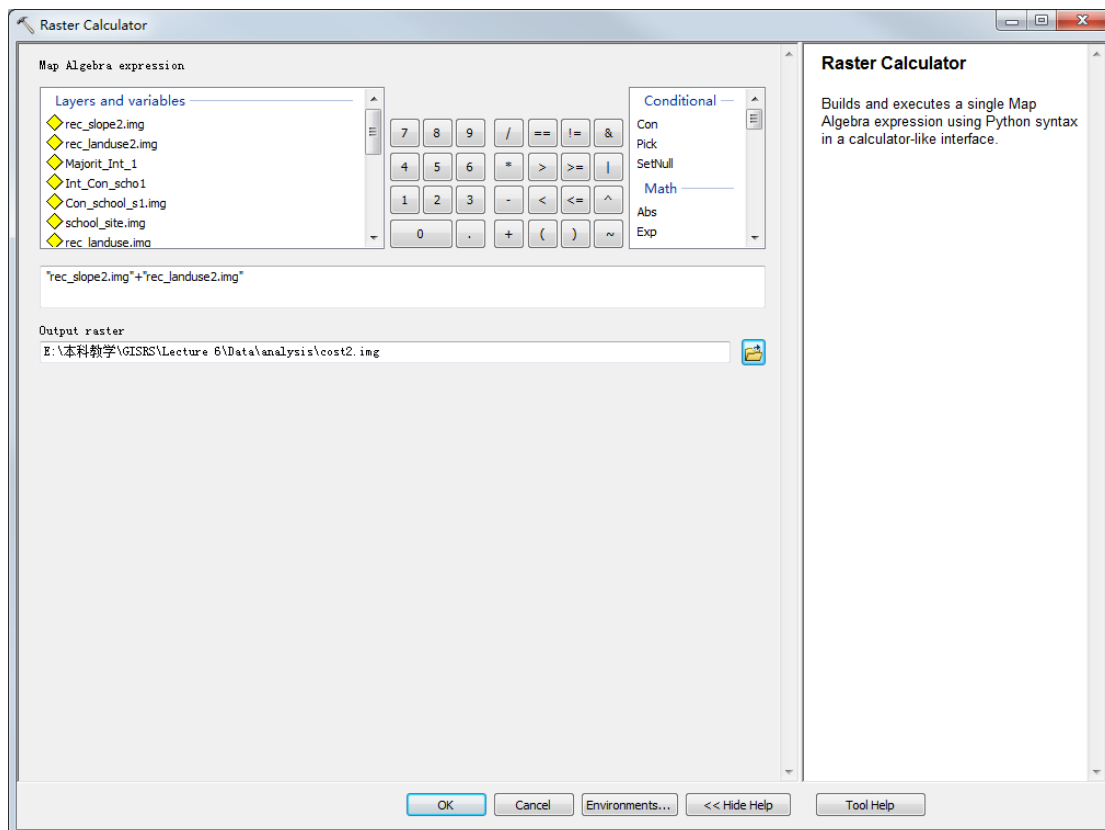 Raster Calculator
Map Algebra expression
Layers and variables
rec_slope2.img
rec_landuse2.img
Majorit_Int_1
Int_Con_scho1
Con_school_s1.img
school_site.img
rec_landuse.img
7 8 9 / == != &
4 5 6 * > >= |
1 2 3 - < <= ^
0 . + ( ) ~
Conditional
Con
Pick
SetNull
Math
Abs
Exp
"rec_slope2.img"+"rec_landuse2.img"
Output raster
E:\本科教学\GISRS\Lecture 6\Data\analysis\cost2.img
OK
Cancel
Environments...
<< Hide Help
Tool Help
Raster Calculator
Builds and executes a single Map
Algebra expression using Python syntax
in a calculator-like interface.